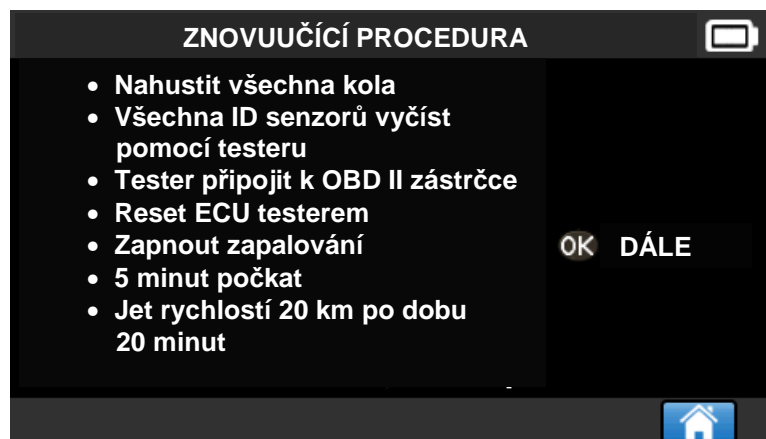 ZNOVUUČÍCÍ PROCEDURA
• Nahustit všechna kola
• Všechna ID senzorů vyčíst
pomocí testeru
• Tester připojit k OBD II zástrčce
• Reset ECU testerem
• Zapnout zapalování
• 5 minut počkat
• Jet rychlostí 20 km po dobu
20 minut
OK DÁLE